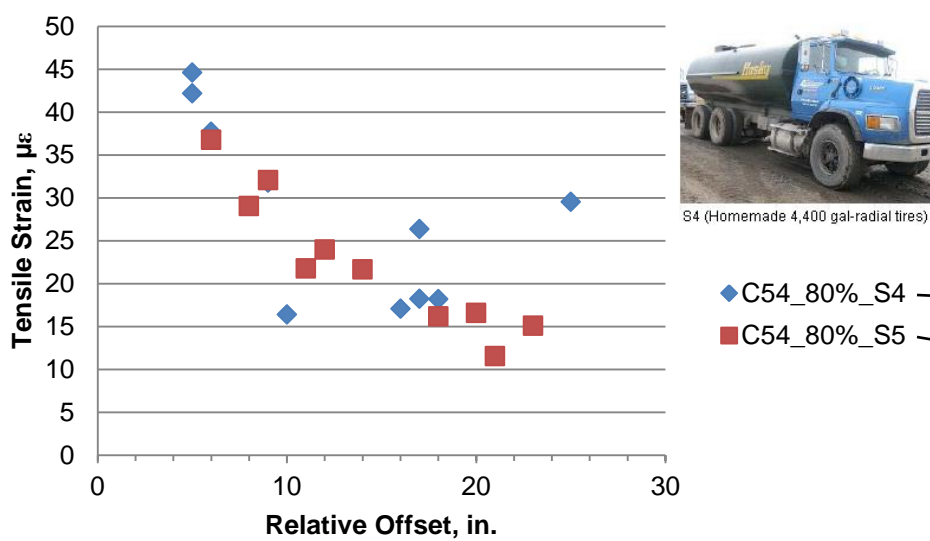 50
45
40
35
30
25
20
15
10
5
0
Tensile Strain, µε
0 10 20 30
Relative Offset, in.
Husky
S4 (Homemade 4,400 gal-radial tires)
C54_80%_S4
C54_80%_S5